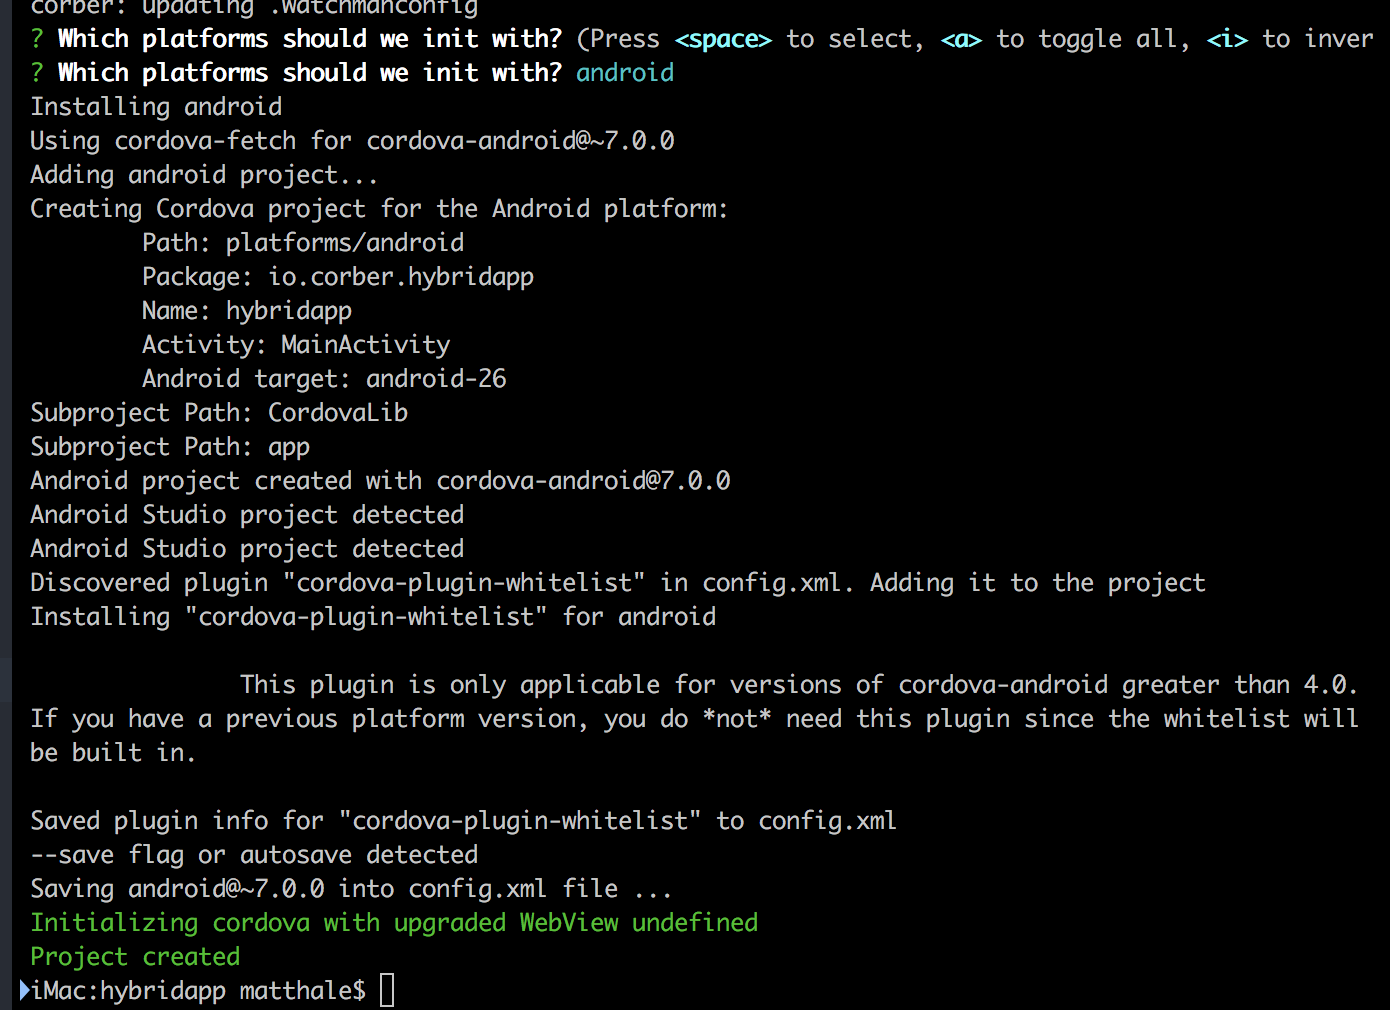 corber: updating .watchmanconfig
? Which platforms should we init with? (Press <space> to select, <a> to toggle all, <i> to inver
? Which platforms should we init with? android
Installing android
Using cordova-fetch for cordova-android@~7.0.0
Adding android project...
Creating Cordova project for the Android platform:
Path: platforms/android
Package: io.corber.hybridapp
Name: hybridapp
Activity: MainActivity
Android target: android-26
Subproject Path: CordovaLib
Subproject Path: app
Android project created with cordova-android@7.0.0
Android Studio project detected
Android Studio project detected
Discovered plugin "cordova-plugin-whitelist" in config.xml. Adding it to the project
Installing "cordova-plugin-whitelist" for android
This plugin is only applicable for versions of cordova-android greater than 4.0.
If you have a previous platform version, you do *not* need this plugin since the whitelist will
be built in.
Saved plugin info for "cordova-plugin-whitelist" to config.xml
--save flag or autosave detected
Saving android@~7.0.0 into config.xml file ...
Initializing cordova with upgraded WebView undefined
Project created
iMac:hybridapp matthale$